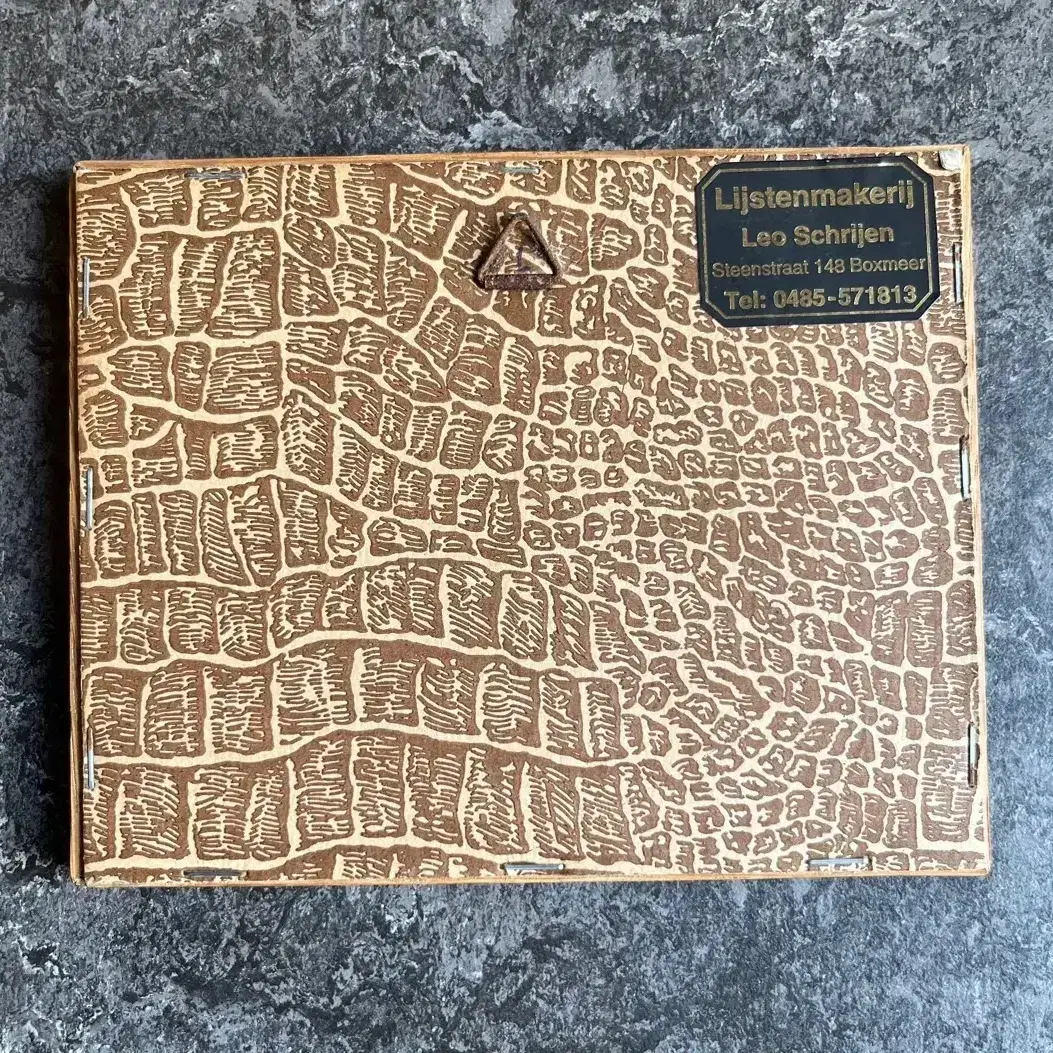 Lijstenmakerij
Leo Schrijen
Steenstraat 148 Boxmeer
Tel: 0485-571813